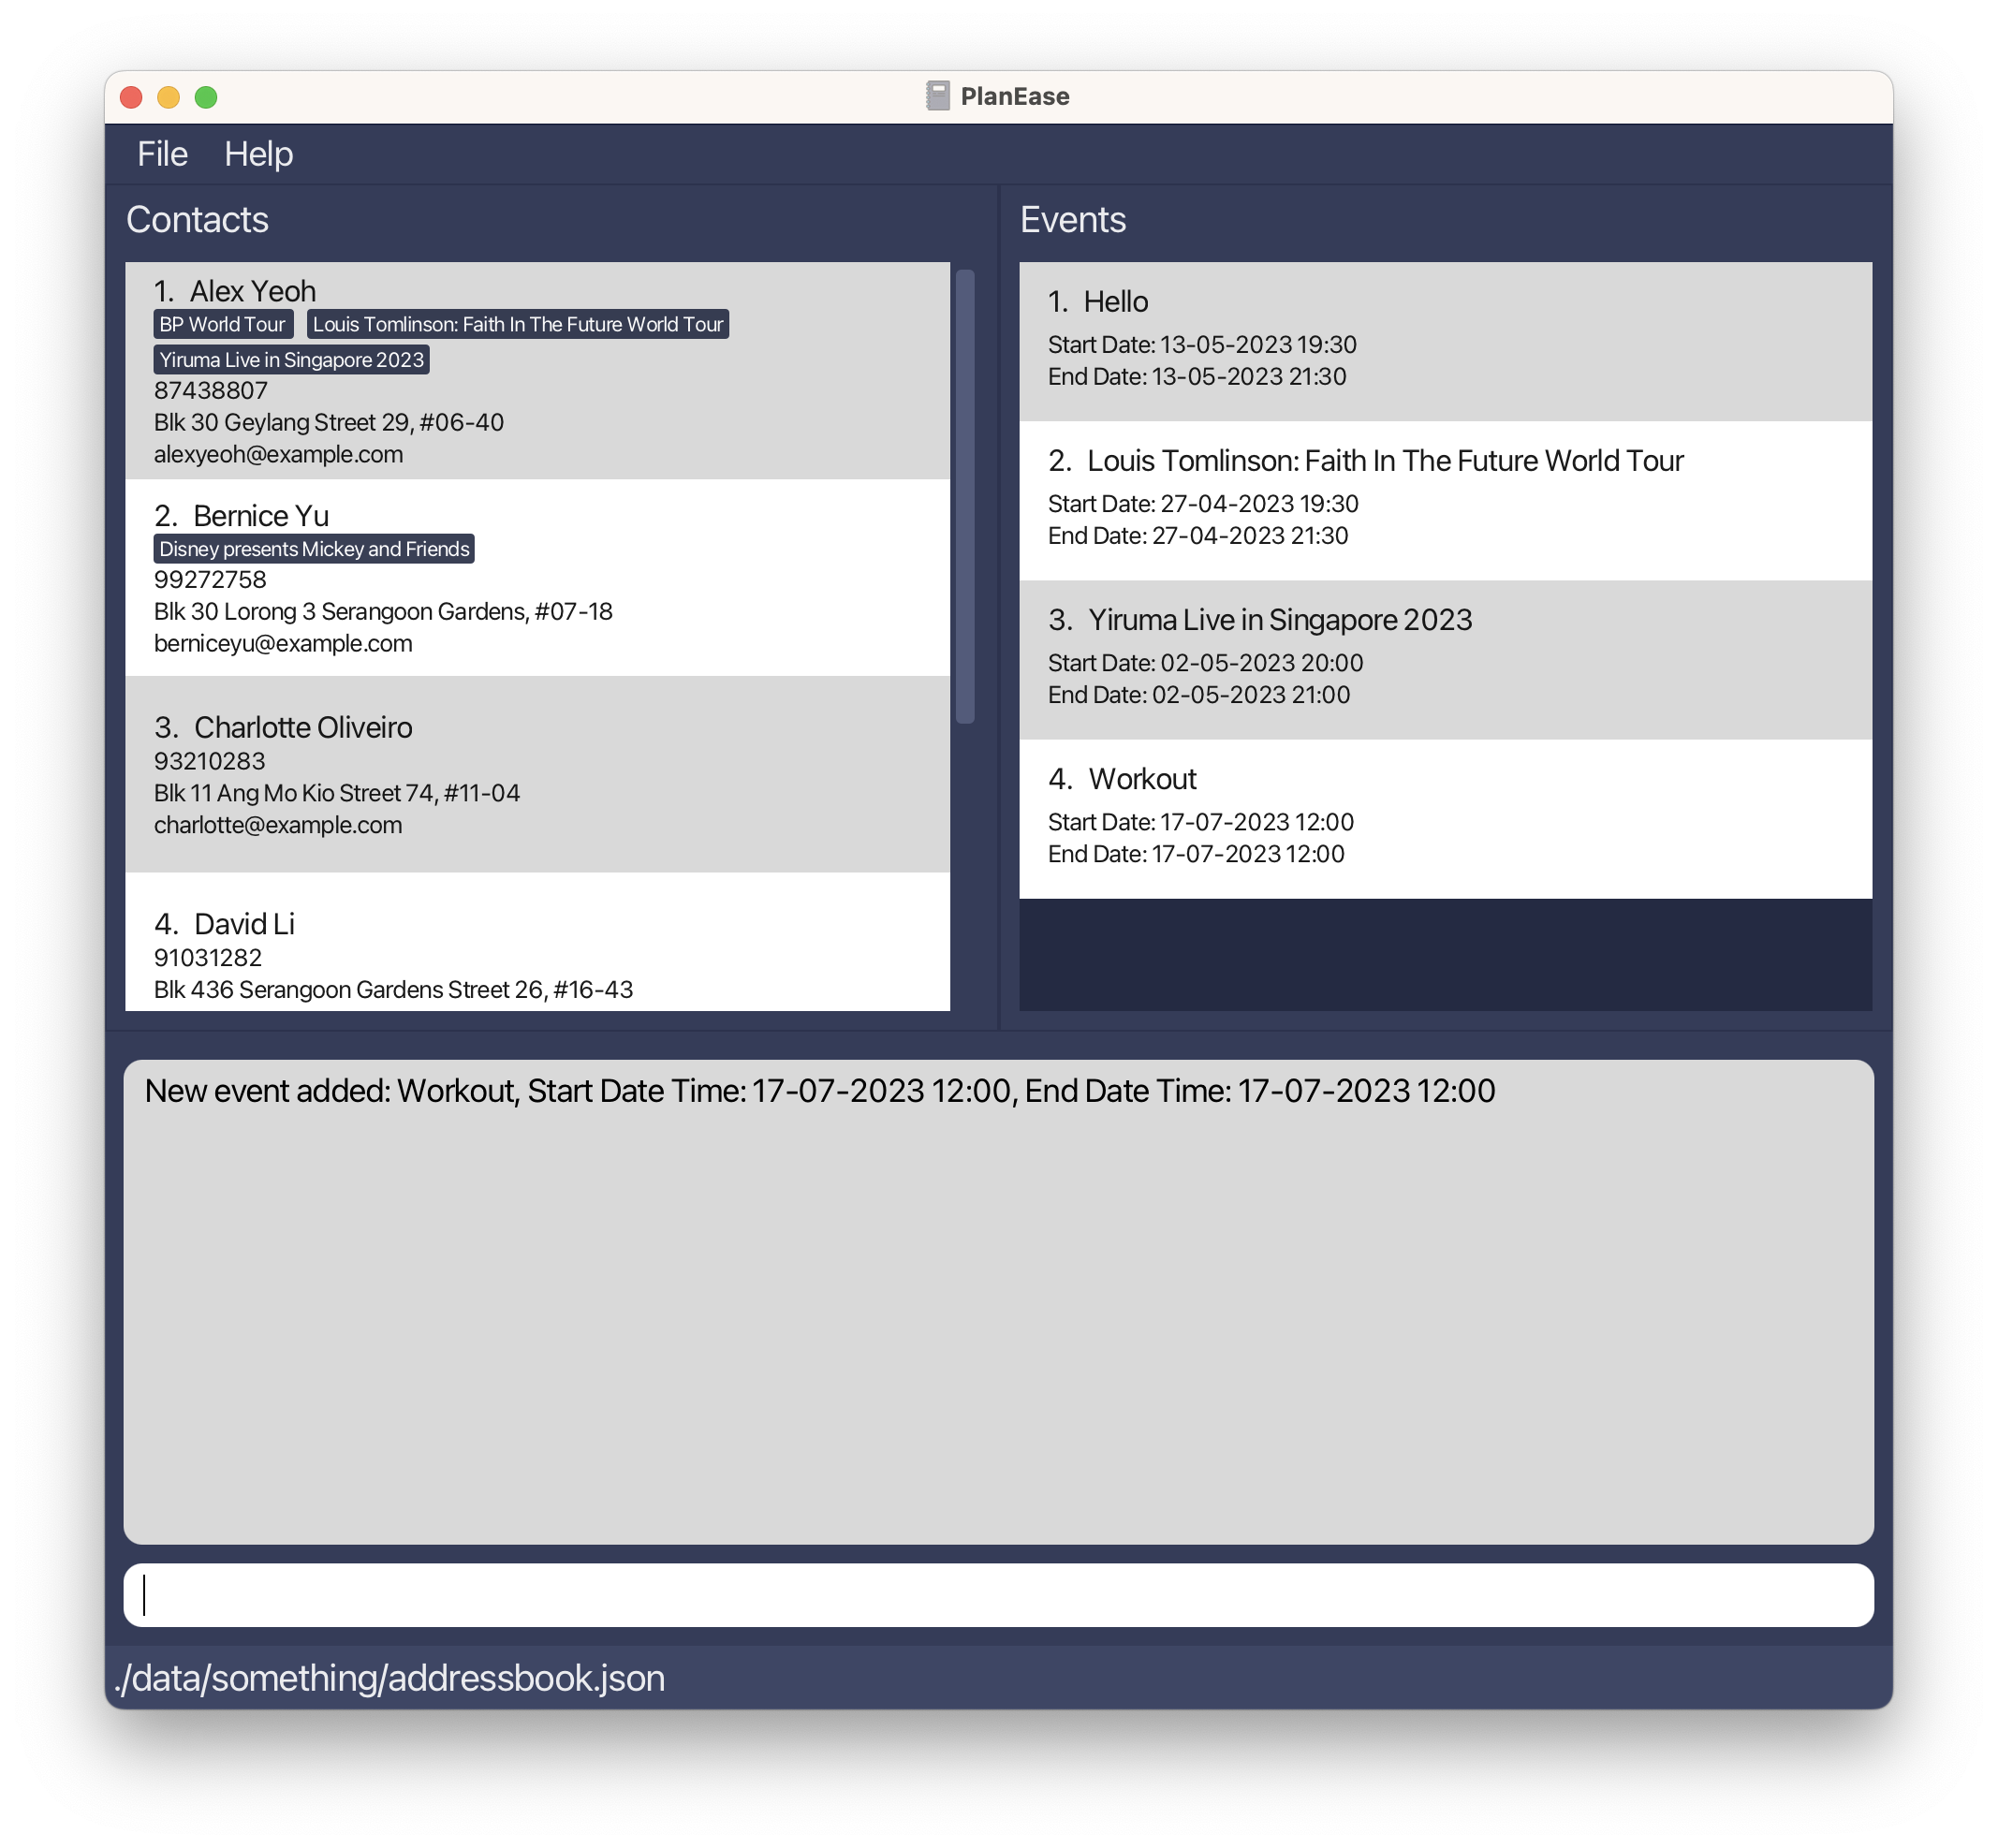 PlanEase
File Help
Contacts
1. Alex Yeoh
BP World Tour Louis Tomlinson: Faith In The Future World Tour
Yiruma Live in Singapore 2023
87438807
Blk 30 Geylang Street 29, #06-40
alexyeoh@example.com
2. Bernice Yu
Disney presents Mickey and Friends
99272758
Blk 30 Lorong 3 Serangoon Gardens, #07-18
berniceyu@example.com
3. Charlotte Oliveiro
93210283
Blk 11 Ang Mo Kio Street 74, #11-04
charlotte@example.com
4. David Li
91031282
Blk 436 Serangoon Gardens Street 26, #16-43
Events
1. Hello
Start Date: 13-05-2023 19:30
End Date: 13-05-2023 21:30
2. Louis Tomlinson: Faith In The Future World Tour
Start Date: 27-04-2023 19:30
End Date: 27-04-2023 21:30
3. Yiruma Live in Singapore 2023
Start Date: 02-05-2023 20:00
End Date: 02-05-2023 21:00
4. Workout
Start Date: 17-07-2023 12:00
End Date: 17-07-2023 12:00
New event added: Workout, Start Date Time: 17-07-2023 12:00, End Date Time: 17-07-2023 12:00
./data/something/addressbook.json